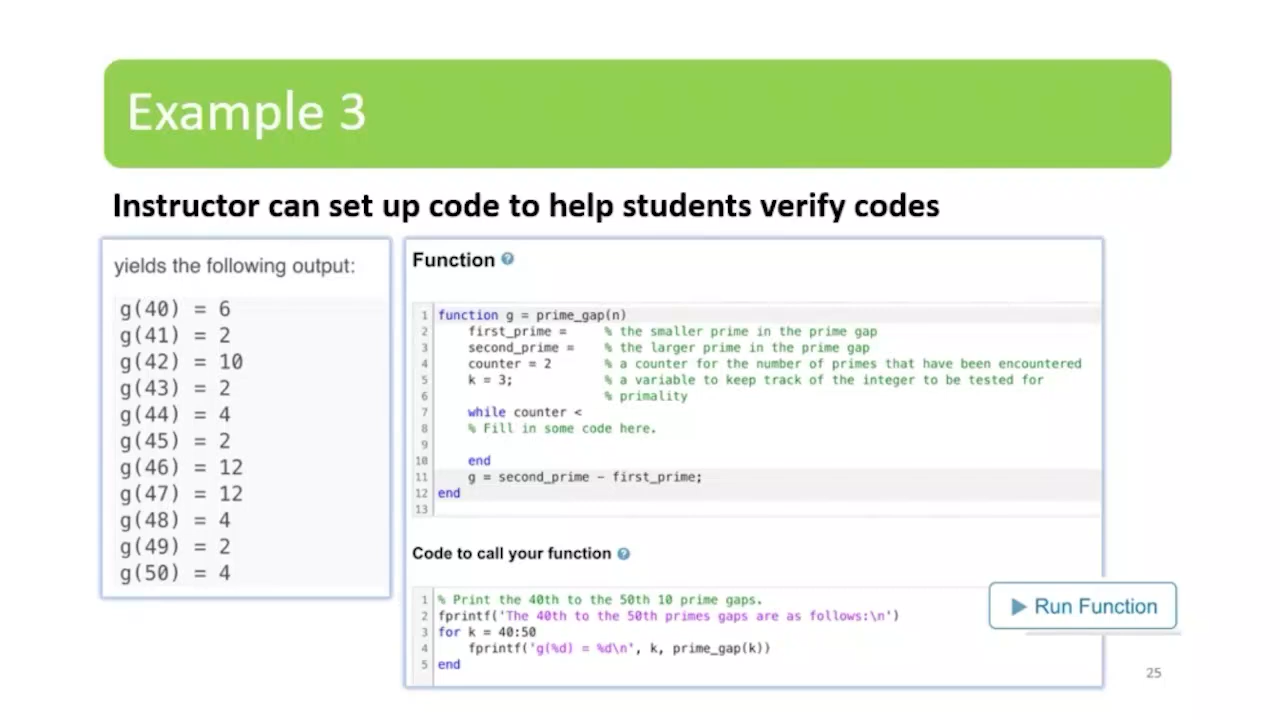 Example 3
Instructor can set up code to help students verify codes
yields the following output:
g(40) = 6
g(41) = 2
g(42) = 10
g(43) = 2
g(44) = 4
g(45) = 2
g(46) = 12
g(47) = 12
g(48) = 4
g(49) = 2
g(50) = 4
Function ?
1 function g = prime_gap(n)
2 first_prime = % the smaller prime in the prime gap
3 second_prime = % the larger prime in the prime gap
4 counter = 2 % a counter for the number of primes that have been encountered
5 k = 3; % a variable to keep track of the integer to be tested for
6 % primality
7 while counter <
8 % Fill in some code here.
9
10 end
11 g = second_prime - first_prime;
12 end
13
Code to call your function ?
1 % Print the 40th to the 50th 10 prime gaps.
2 fprintf('The 40th to the 50th primes gaps are as follows:\n')
3 for k = 40:50
4 fprintf('g(%d) = %d\n', k, prime_gap(k))
5 end
Run Function
25